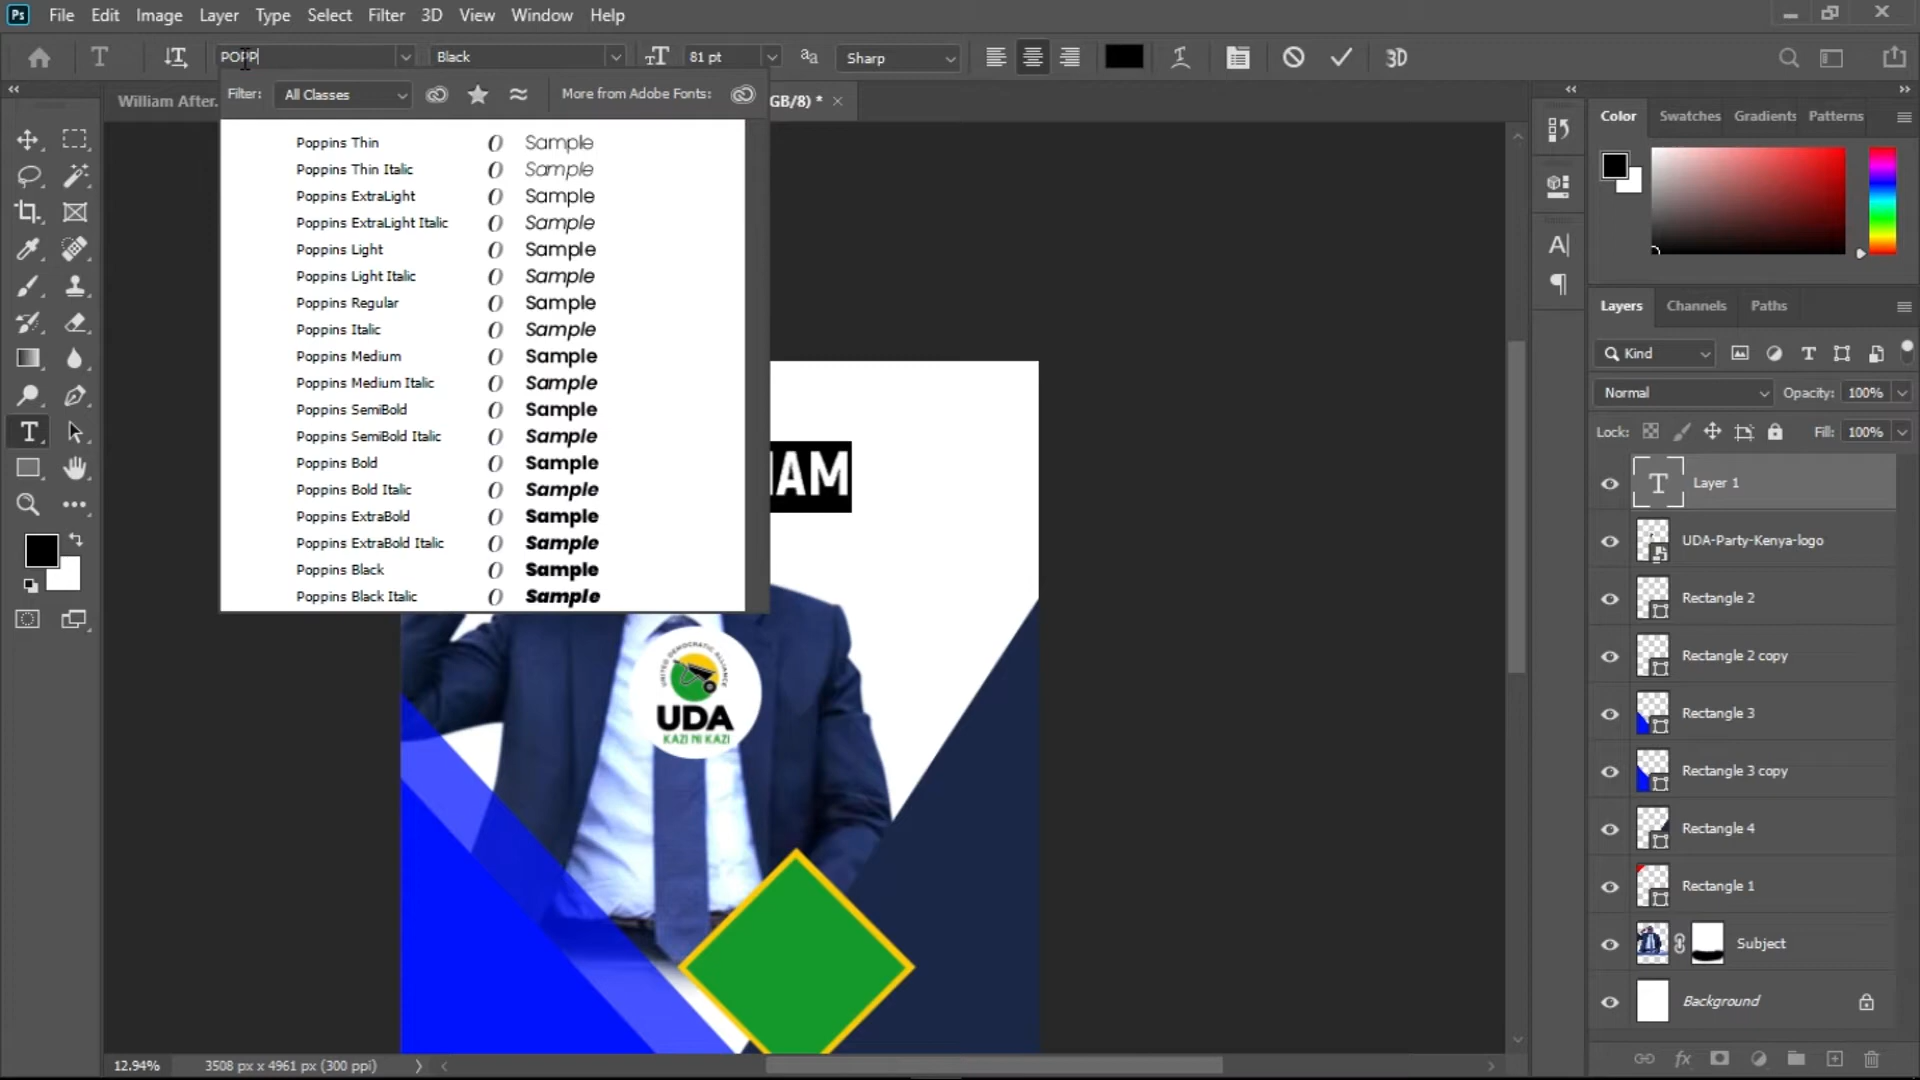 Ps File Edit Image Layer Type Select Filter 3D View Window Help
POPP Black 81 pt aa Sharp 3D
Filter: All Classes More from Adobe Fonts:
William After. GB/8) * ×
Poppins Thin Sample
Poppins Thin Italic Sample
Poppins ExtraLight Sample
Poppins ExtraLight Italic Sample
Poppins Light Sample
Poppins Light Italic Sample
Poppins Regular Sample
Poppins Italic Sample
Poppins Medium Sample
Poppins Medium Italic Sample
Poppins SemiBold Sample
Poppins SemiBold Italic Sample
Poppins Bold Sample
Poppins Bold Italic Sample
Poppins ExtraBold Sample
Poppins ExtraBold Italic Sample
Poppins Black Sample
Poppins Black Italic Sample
IAM
UNITED DEMOCRATIC ALLIANCE
UDA
KAZI NI KAZI
Color Swatches Gradients Patterns
Layers Channels Paths
Kind
Normal Opacity: 100%
Lock: Fill: 100%
Layer 1
UDA-Party-Kenya-logo
Rectangle 2
Rectangle 2 copy
Rectangle 3
Rectangle 3 copy
Rectangle 4
Rectangle 1
Subject
Background
12.94% 3508 px x 4961 px (300 ppi)